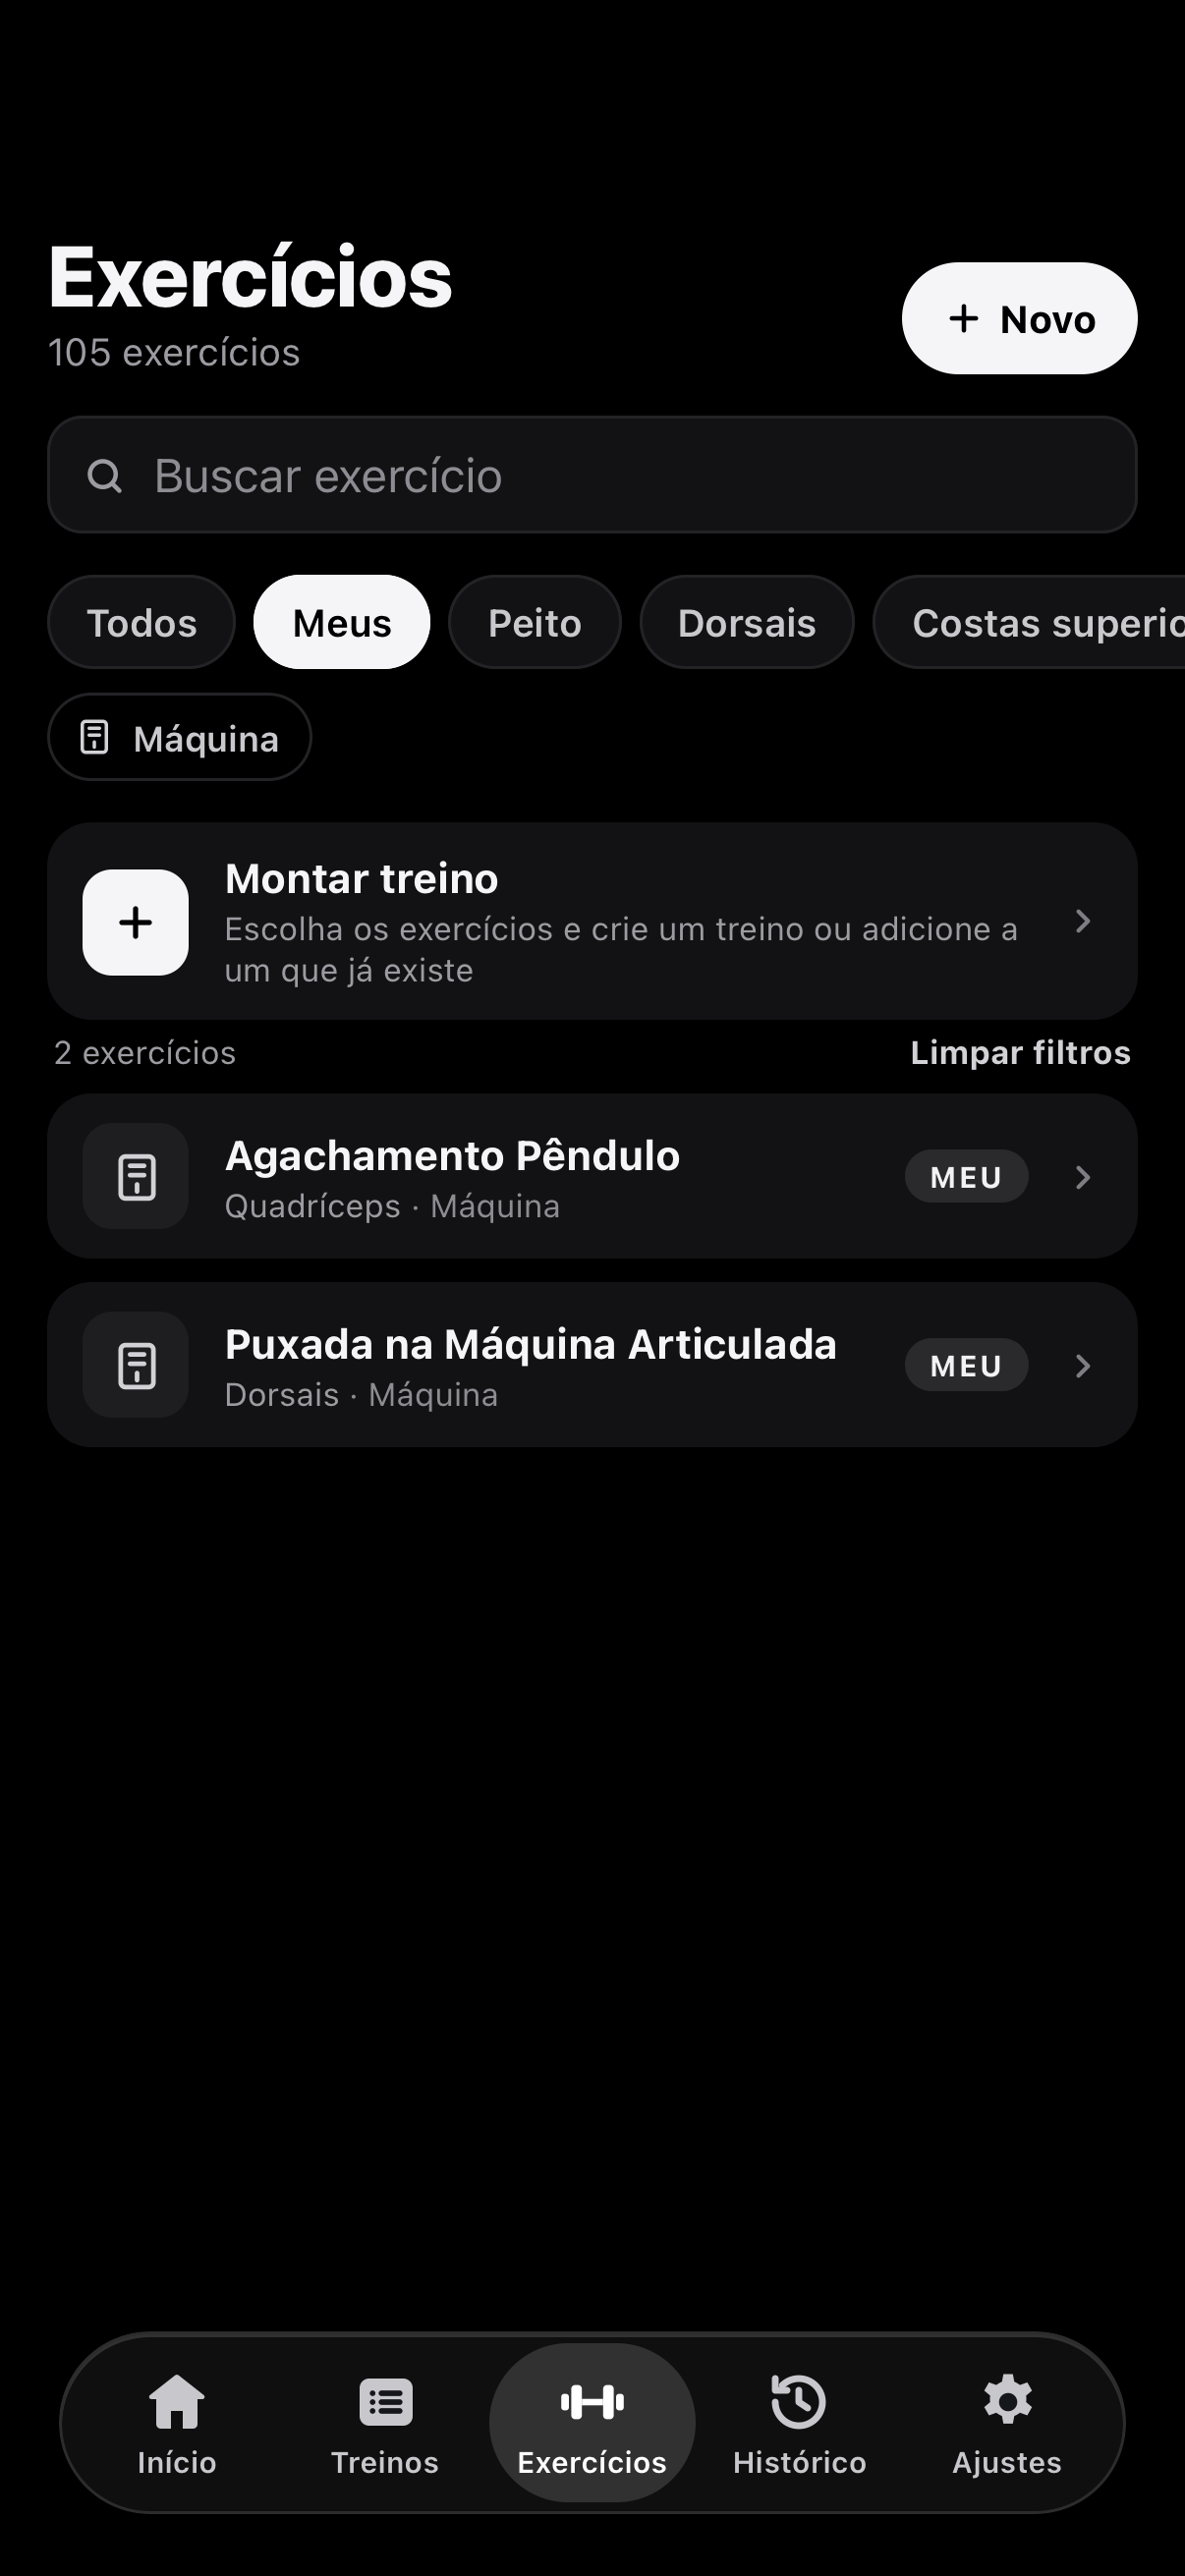 Exercícios
105 exercícios
+ Novo
Buscar exercício
Todos
Meus
Peito
Dorsais
Costas superio
Máquina
Montar treino
Escolha os exercícios e crie um treino ou adicione a
um que já existe
2 exercícios
Limpar filtros
Agachamento Pêndulo
MEU
Quadríceps · Máquina
Puxada na Máquina Articulada
MEU
Dorsais · Máquina
Início
Treinos
Exercícios
Histórico
Ajustes